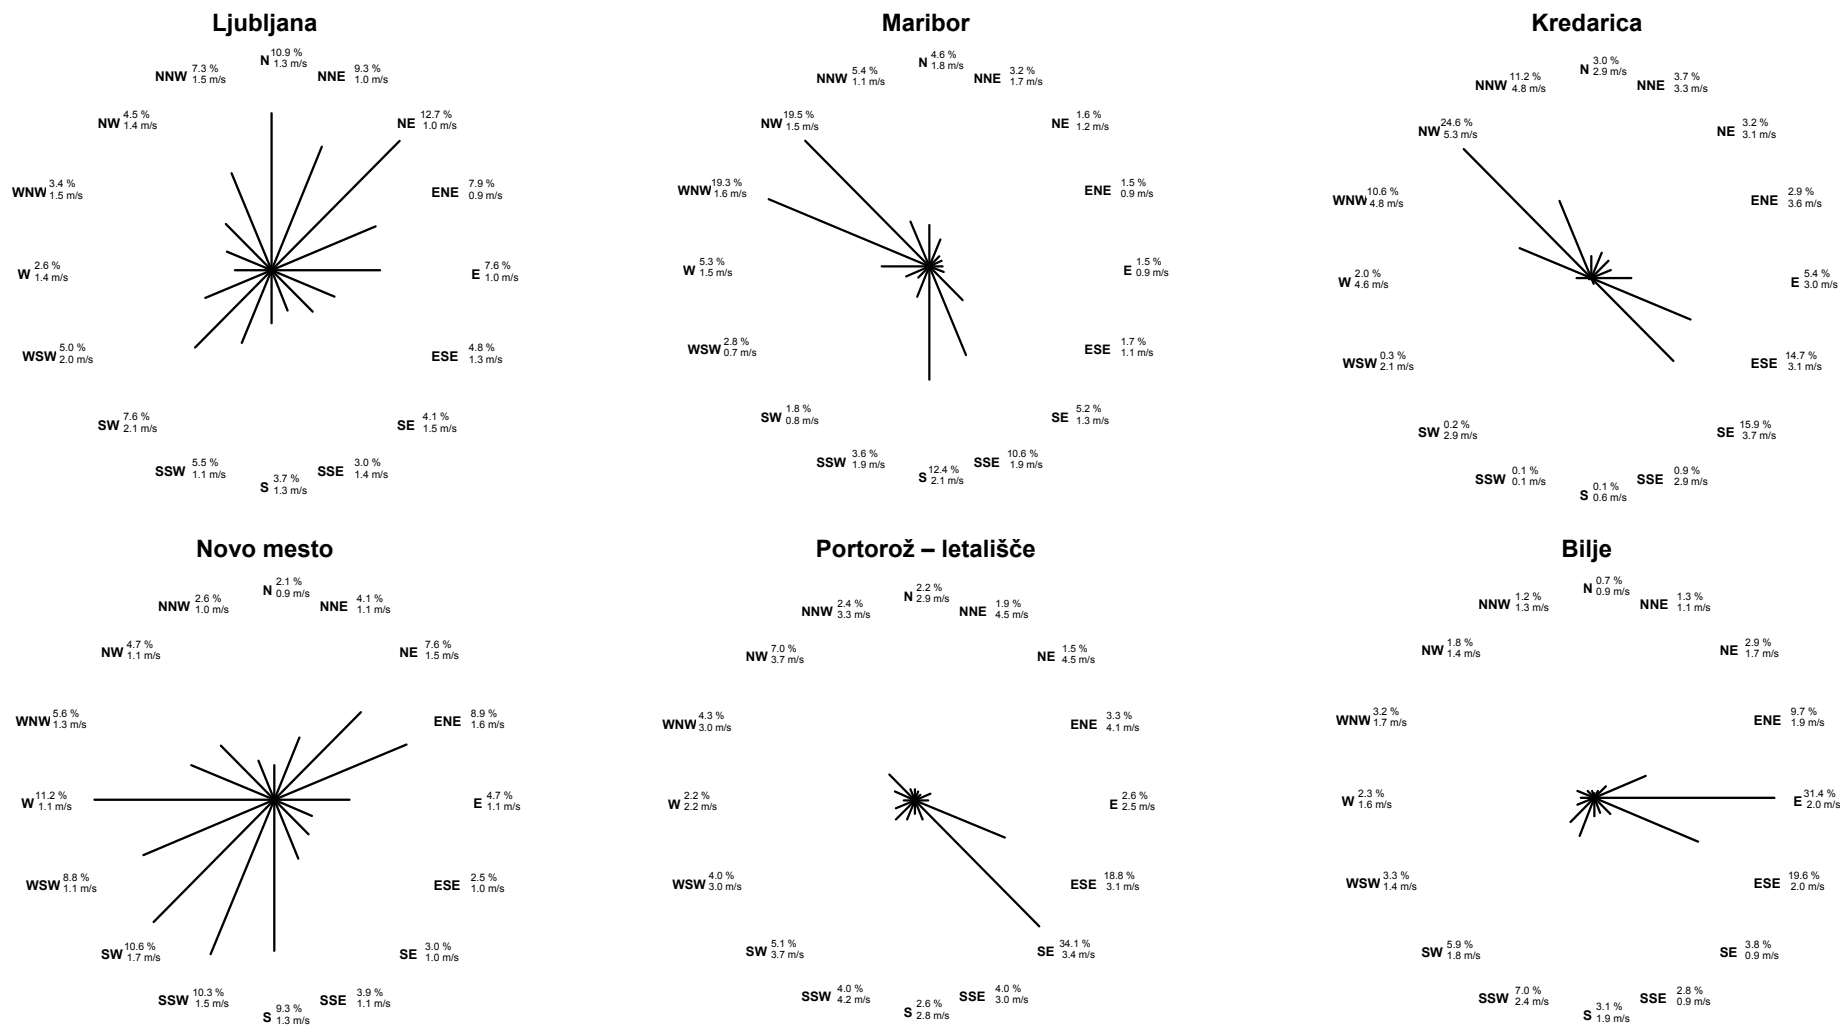 Ljubljana
N 10.9 %
1.3 m/s
NNE 9.3 %
1.0 m/s
NE 12.7 %
1.0 m/s
ENE 7.9 %
0.9 m/s
E 7.6 %
1.0 m/s
ESE 4.8 %
1.3 m/s
SE 4.1 %
1.5 m/s
SSE 3.0 %
1.4 m/s
S 3.7 %
1.3 m/s
SSW 5.5 %
1.1 m/s
SW 7.6 %
2.1 m/s
WSW 5.0 %
2.0 m/s
W 2.6 %
1.4 m/s
WNW 3.4 %
1.5 m/s
NW 4.5 %
1.4 m/s
NNW 7.3 %
1.5 m/s
Maribor
N 4.6 %
1.8 m/s
NNE 3.2 %
1.7 m/s
NE 1.6 %
1.2 m/s
ENE 1.5 %
0.9 m/s
E 1.5 %
0.9 m/s
ESE 1.7 %
1.1 m/s
SE 5.2 %
1.3 m/s
SSE 10.6 %
1.9 m/s
S 12.4 %
2.1 m/s
SSW 3.6 %
1.9 m/s
SW 1.8 %
0.8 m/s
WSW 2.8 %
0.7 m/s
W 5.3 %
1.5 m/s
WNW 19.3 %
1.6 m/s
NW 19.5 %
1.5 m/s
NNW 5.4 %
1.1 m/s
Kredarica
N 3.0 %
2.9 m/s
NNE 3.7 %
3.3 m/s
NE 3.2 %
3.1 m/s
ENE 2.9 %
3.6 m/s
E 5.4 %
3.0 m/s
ESE 14.7 %
3.1 m/s
SE 15.9 %
3.7 m/s
SSE 0.9 %
2.9 m/s
S 0.1 %
0.6 m/s
SSW 0.1 %
0.1 m/s
SW 0.2 %
2.9 m/s
WSW 0.3 %
2.1 m/s
W 2.0 %
4.6 m/s
WNW 10.6 %
4.8 m/s
NW 24.6 %
5.3 m/s
NNW 11.2 %
4.8 m/s
Novo mesto
N 2.1 %
0.9 m/s
NNE 4.1 %
1.1 m/s
NE 7.6 %
1.5 m/s
ENE 8.9 %
1.6 m/s
E 4.7 %
1.1 m/s
ESE 2.5 %
1.0 m/s
SE 3.0 %
1.0 m/s
SSE 3.9 %
1.1 m/s
S 9.3 %
1.3 m/s
SSW 10.3 %
1.5 m/s
SW 10.6 %
1.7 m/s
WSW 8.8 %
1.1 m/s
W 11.2 %
1.1 m/s
WNW 5.6 %
1.3 m/s
NW 4.7 %
1.1 m/s
NNW 2.6 %
1.0 m/s
Portorož – letališče
N 2.2 %
2.9 m/s
NNE 1.9 %
4.5 m/s
NE 1.5 %
4.5 m/s
ENE 3.3 %
4.1 m/s
E 2.6 %
2.5 m/s
ESE 18.8 %
3.1 m/s
SE 34.1 %
3.4 m/s
SSE 4.0 %
3.0 m/s
S 2.6 %
2.8 m/s
SSW 4.0 %
4.2 m/s
SW 5.1 %
3.7 m/s
WSW 4.0 %
3.0 m/s
W 2.2 %
2.2 m/s
WNW 4.3 %
3.0 m/s
NW 7.0 %
3.7 m/s
NNW 2.4 %
3.3 m/s
Bilje
N 0.7 %
0.9 m/s
NNE 1.3 %
1.1 m/s
NE 2.9 %
1.7 m/s
ENE 9.7 %
1.9 m/s
E 31.4 %
2.0 m/s
ESE 19.6 %
2.0 m/s
SE 3.8 %
0.9 m/s
SSE 2.8 %
0.9 m/s
S 3.1 %
1.9 m/s
SSW 7.0 %
2.4 m/s
SW 5.9 %
1.8 m/s
WSW 3.3 %
1.4 m/s
W 2.3 %
1.6 m/s
WNW 3.2 %
1.7 m/s
NW 1.8 %
1.4 m/s
NNW 1.2 %
1.3 m/s